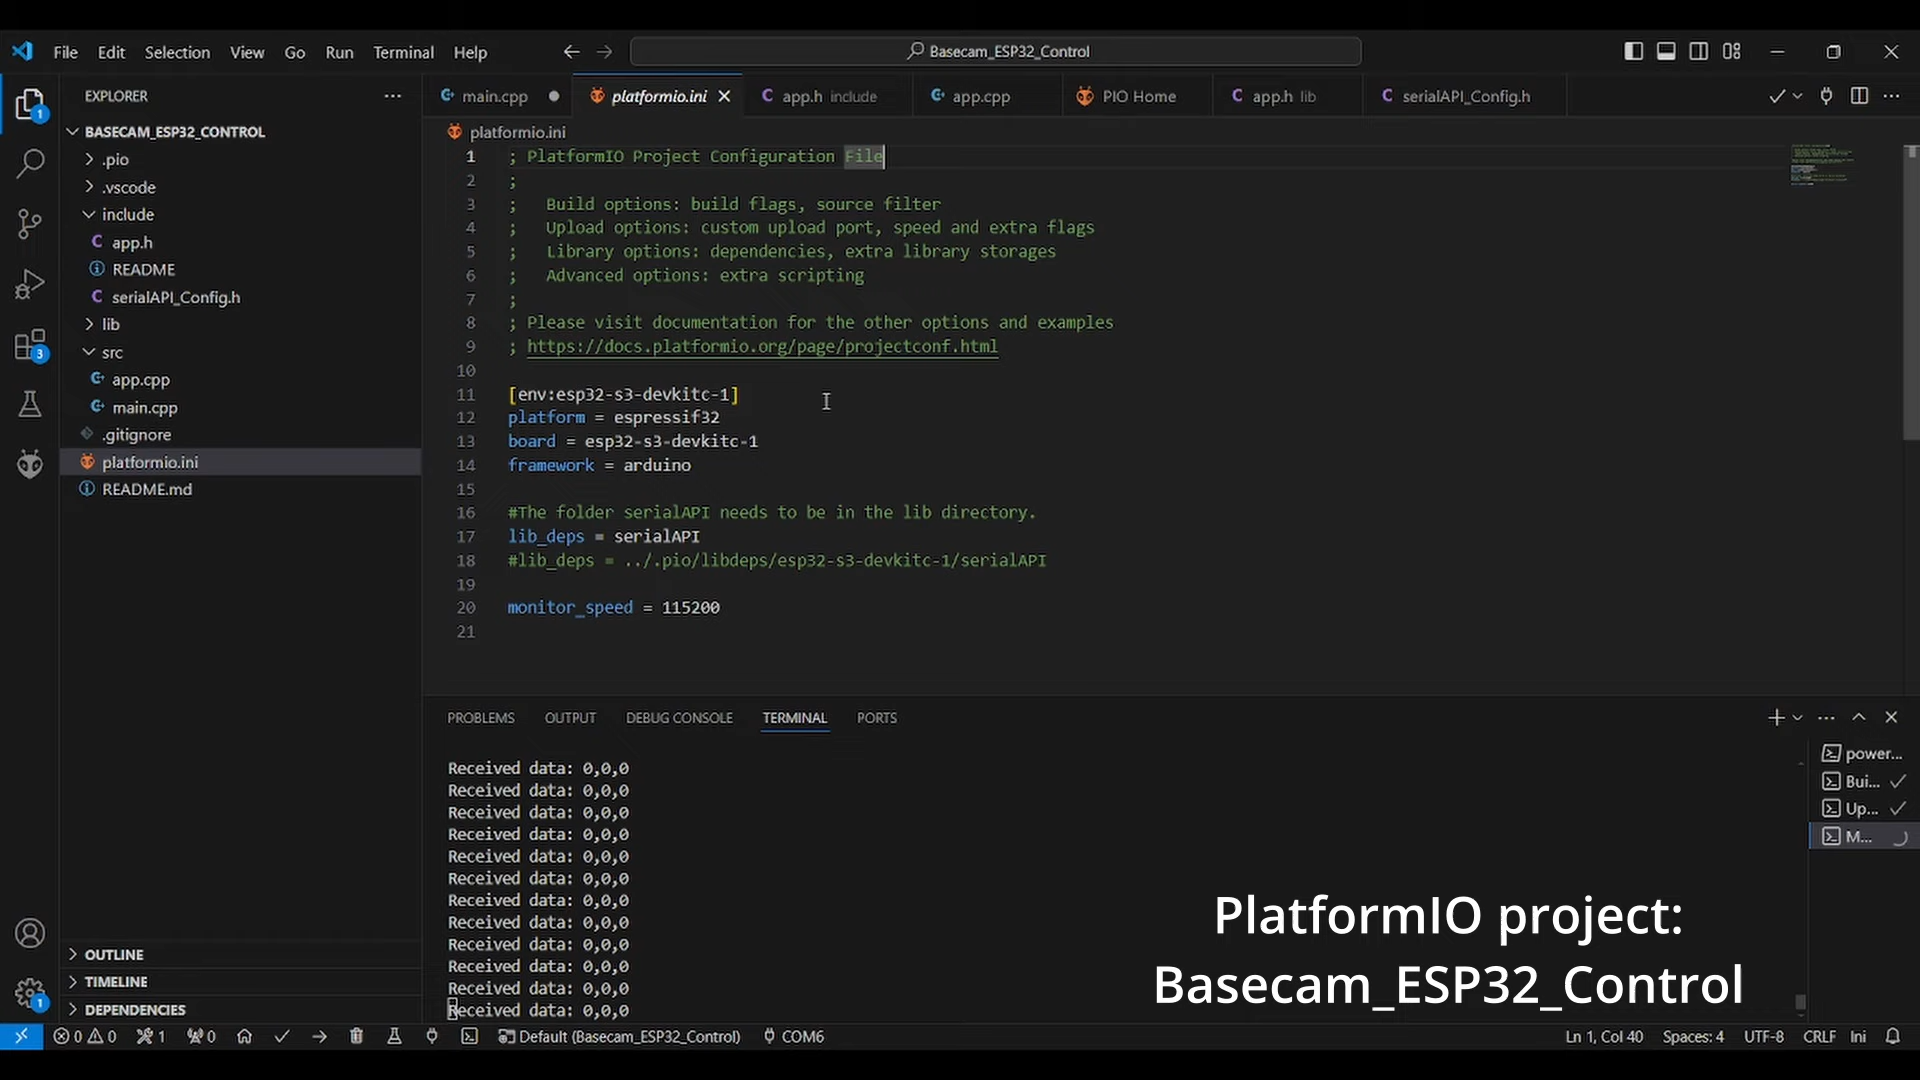 File Edit Selection View Go Run Terminal Help
Basecam_ESP32_Control
EXPLORER
main.cpp
platformio.ini
app.h include
app.cpp
PIO Home
app.h lib
serialAPI_Config.h
BASECAM_ESP32_CONTROL
.pio
.vscode
include
app.h
README
serialAPI_Config.h
lib
src
app.cpp
main.cpp
.gitignore
platformio.ini
README.md
OUTLINE
TIMELINE
DEPENDENCIES
1
3
1
platformio.ini
1 ; PlatformIO Project Configuration File
2 ;
3 ; Build options: build flags, source filter
4 ; Upload options: custom upload port, speed and extra flags
5 ; Library options: dependencies, extra library storages
6 ; Advanced options: extra scripting
7 ;
8 ; Please visit documentation for the other options and examples
9 ; https://docs.platformio.org/page/projectconf.html
10
11 [env:esp32-s3-devkitc-1]
12 platform = espressif32
13 board = esp32-s3-devkitc-1
14 framework = arduino
15
16 #The folder serialAPI needs to be in the lib directory.
17 lib_deps = serialAPI
18 #lib_deps = ../.pio/libdeps/esp32-s3-devkitc-1/serialAPI
19
20 monitor_speed = 115200
21
PROBLEMS OUTPUT DEBUG CONSOLE TERMINAL PORTS
Received data: 0,0,0
Received data: 0,0,0
Received data: 0,0,0
Received data: 0,0,0
Received data: 0,0,0
Received data: 0,0,0
Received data: 0,0,0
Received data: 0,0,0
Received data: 0,0,0
Received data: 0,0,0
Received data: 0,0,0
Received data: 0,0,0
power...
Bui...
Up...
M...
PlatformIO project:
Basecam_ESP32_Control
0 0 1 0 Default (Basecam_ESP32_Control) COM6 Ln 1, Col 40 Spaces: 4 UTF-8 CRLF Ini